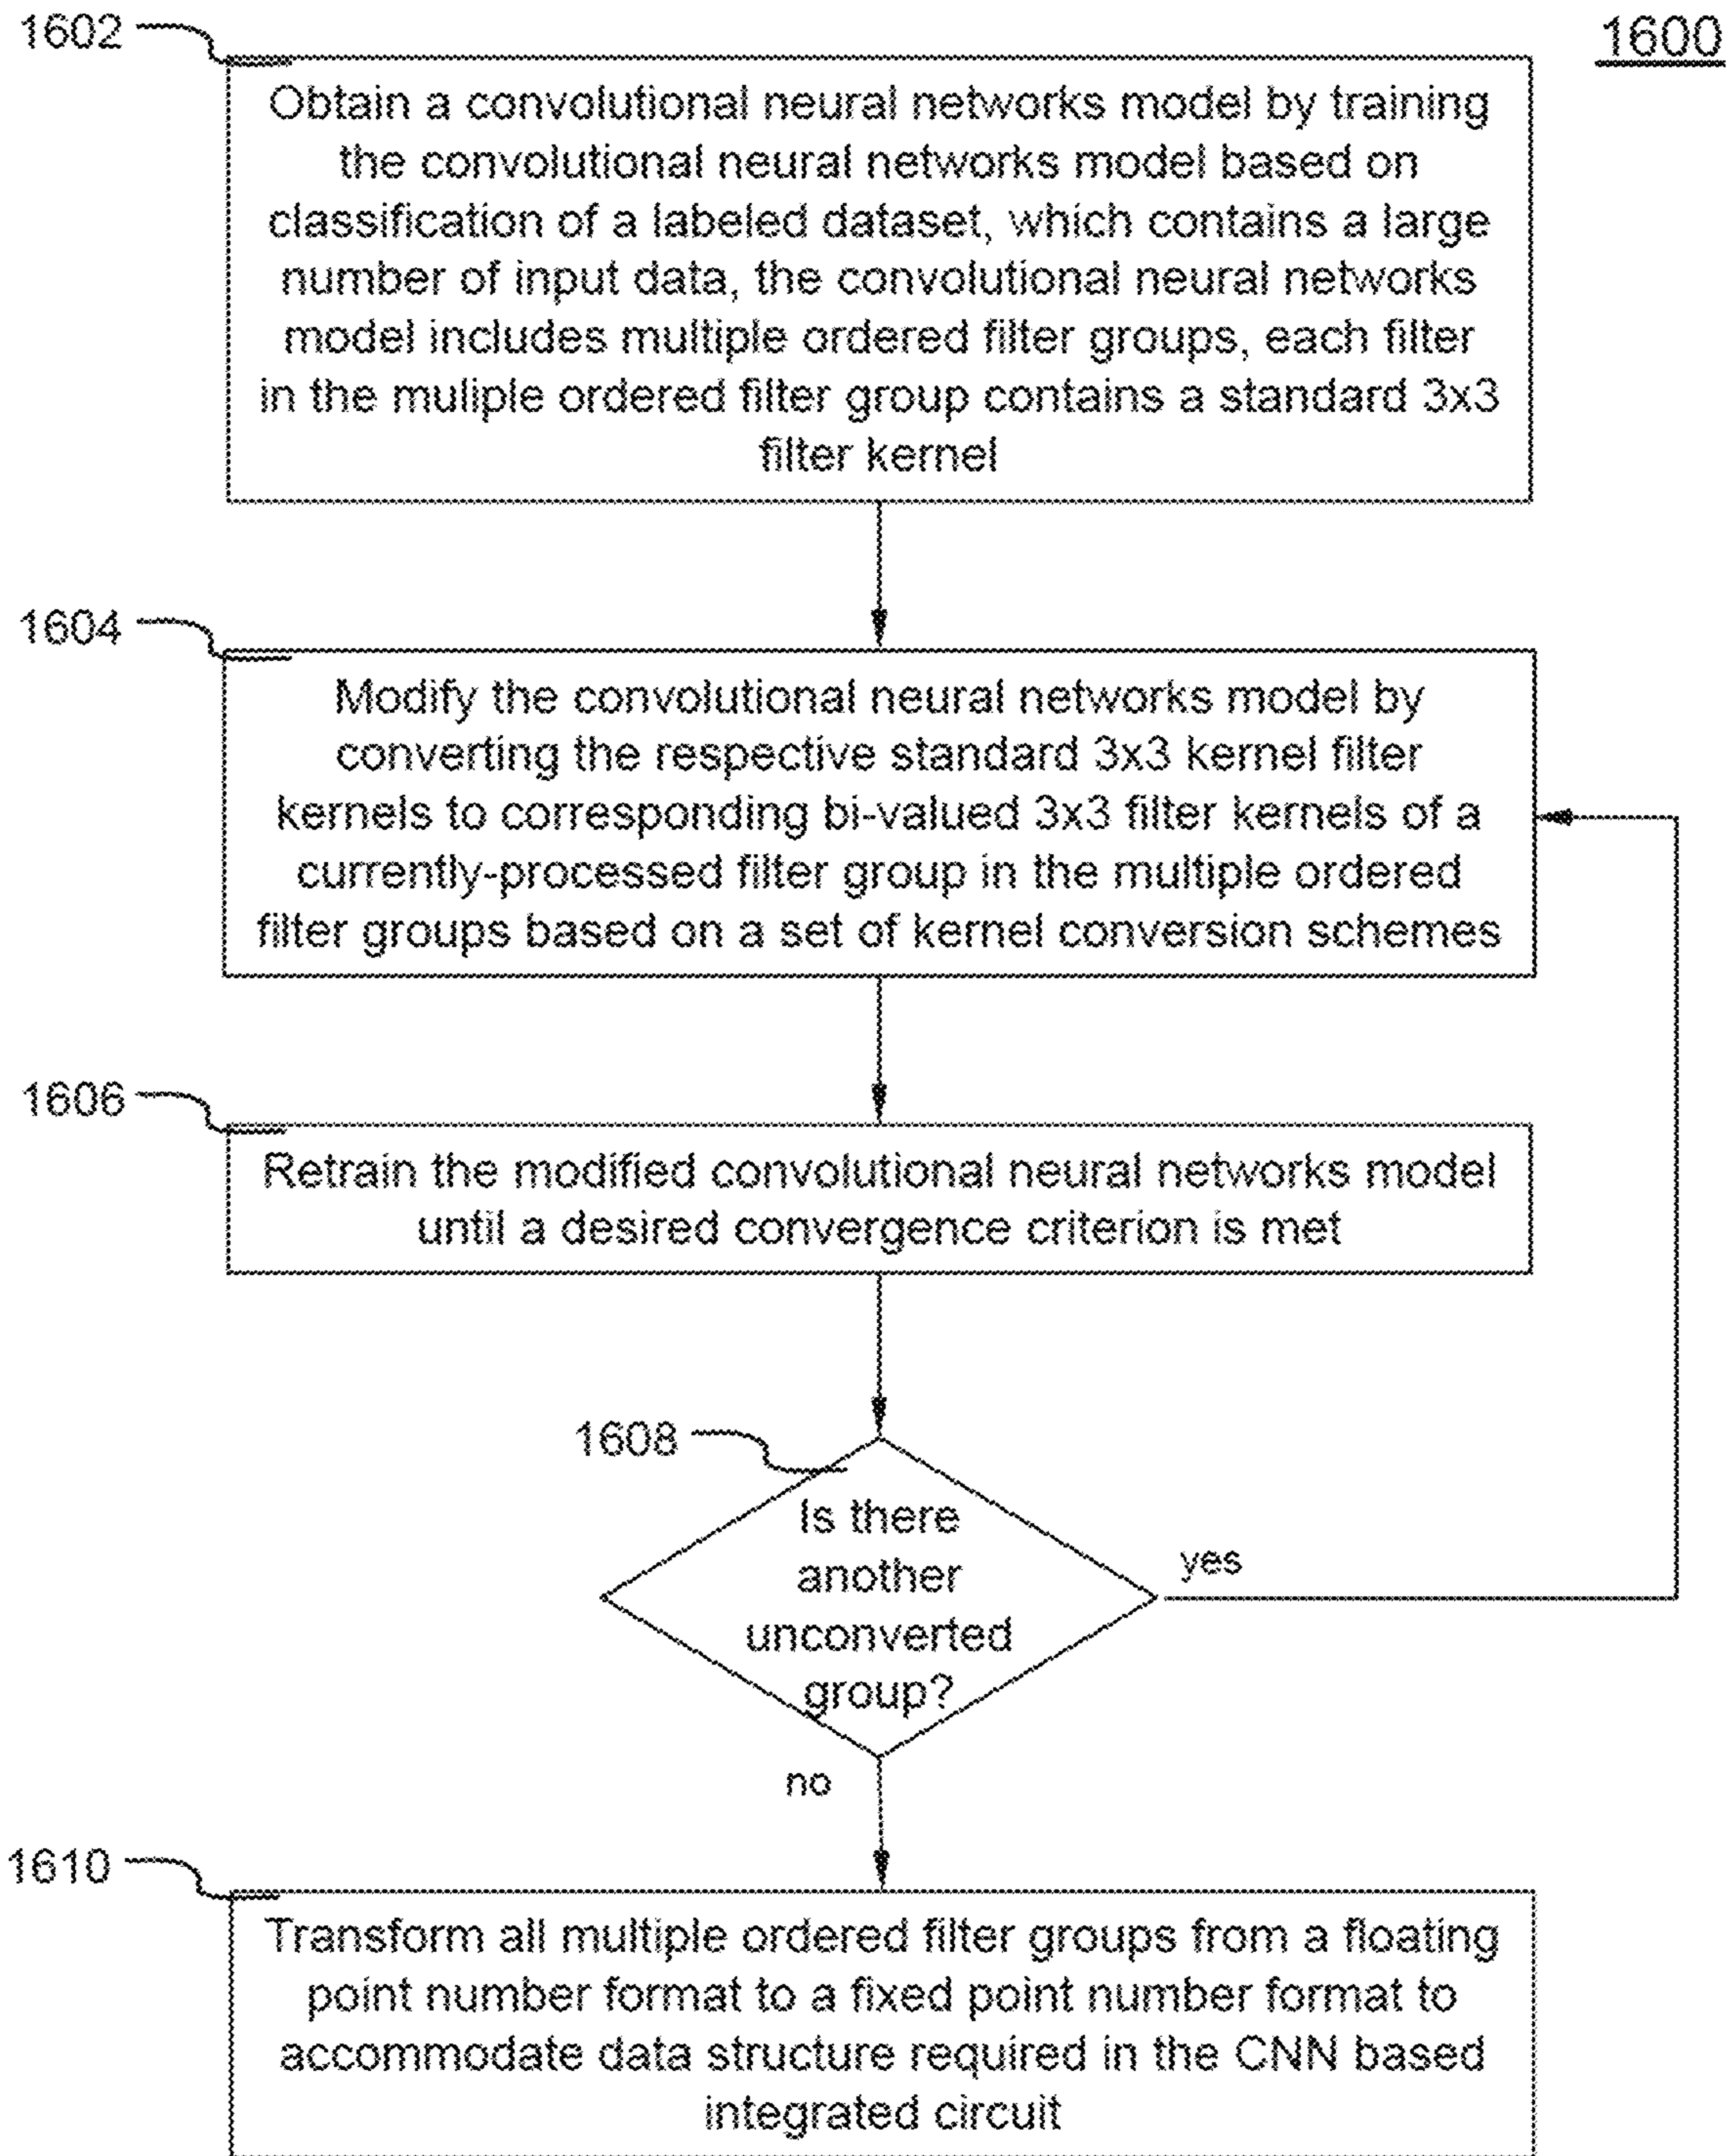 1602
1600
Obtain a convolutional neural networks model by training
the convolutional neural networks model based on
classification of a labeled dataset, which contains a large
number of input data, the convolutional neural networks
model includes multiple ordered filter groups, each filter
in the muliple ordered filter group contains a standard 3x3
filter kernel
1604
Modify the convolutional neural networks model by
converting the respective standard 3x3 kernel filter
kernels to corresponding bi-valued 3x3 filter kernels of a
currently-processed filter group in the multiple ordered
filter groups based on a set of kernel conversion schemes
1606
Retrain the modified convolutional neural networks model
until a desired convergence criterion is met
1608
Is there
another
unconverted
group?
yes
no
1610
Transform all multiple ordered filter groups from a floating
point number format to a fixed point number format to
accommodate data structure required in the CNN based
integrated circuit